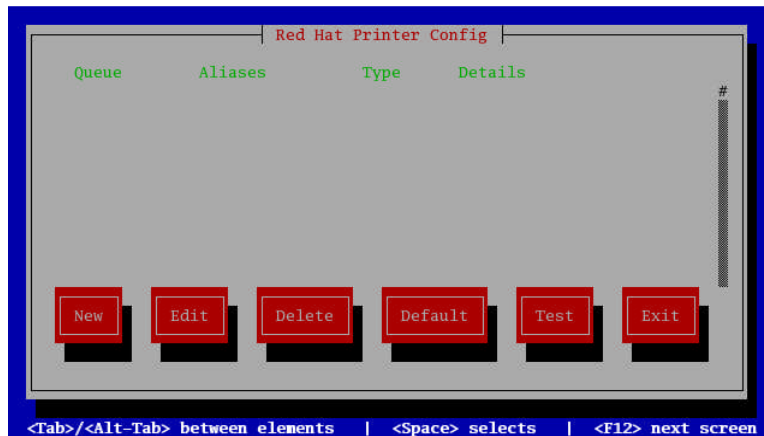 Red Hat Printer Config
Queue Aliases Type Details
#
New Edit Delete Default Test Exit
<Tab>/<Alt-Tab> between elements | <Space> selects | <F12> next screen